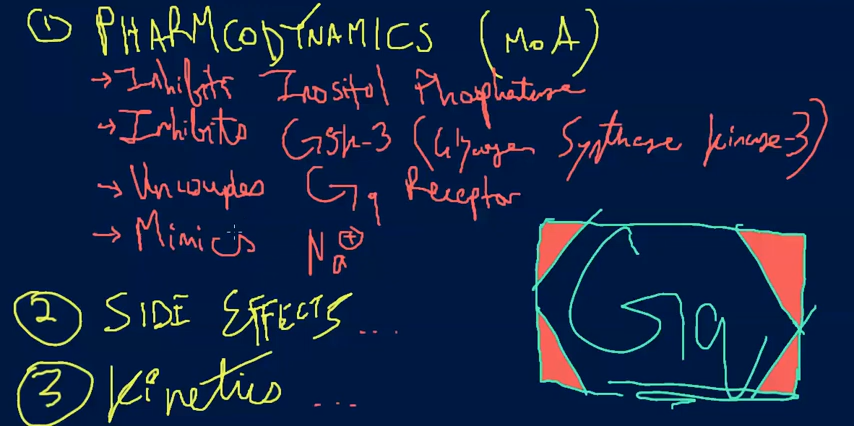 ① PHARMCODYNAMICS (MOA)
→ Inhibits Inositol Phosphatase
→ Inhibits GSK-3 (Glycogen Synthase Kinase-3)
→ Uncouples Gq Receptor
→ Mimics Na⊕
② SIDE EFFECTS...
Gq
③ Kinetics ...